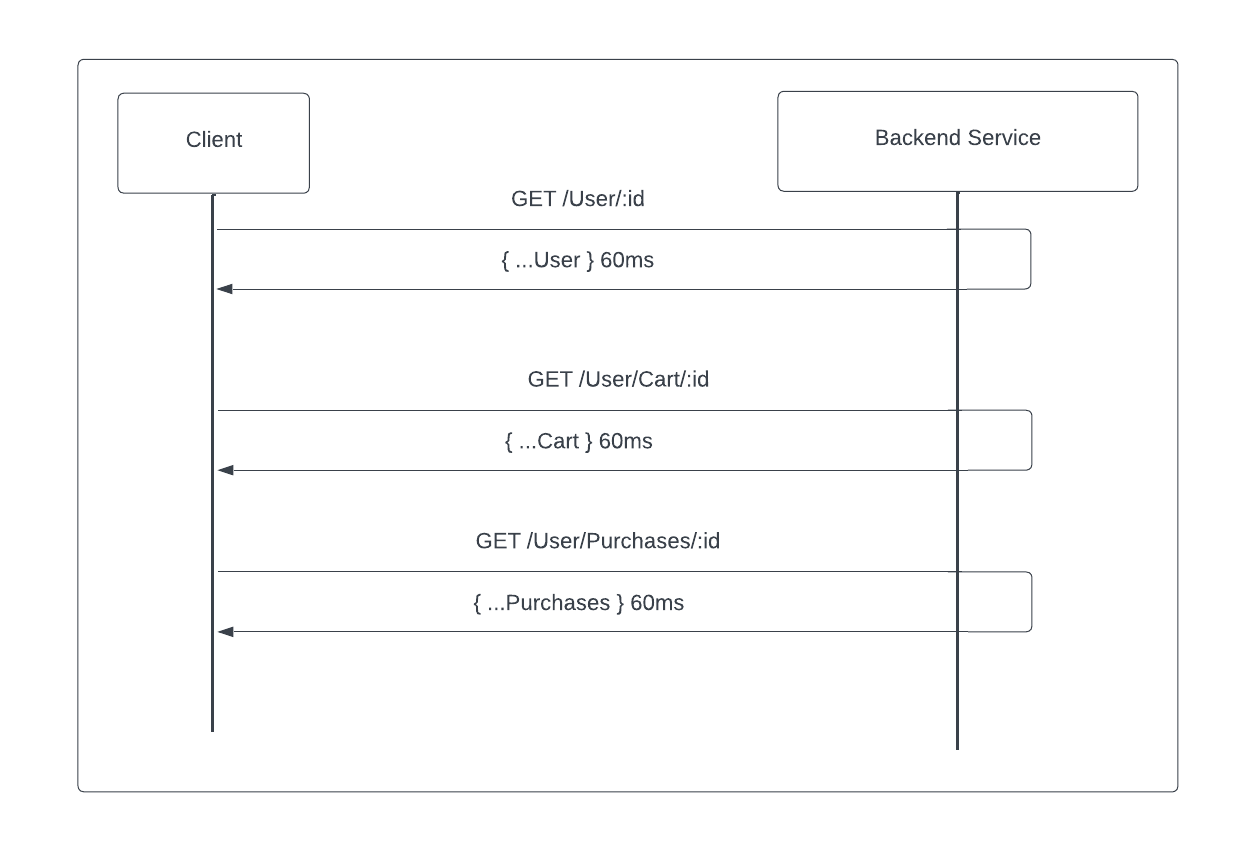 Client
Backend Service
GET /User/:id
{ ...User } 60ms
GET /User/Cart/:id
{ ...Cart } 60ms
GET /User/Purchases/:id
{ ...Purchases } 60ms